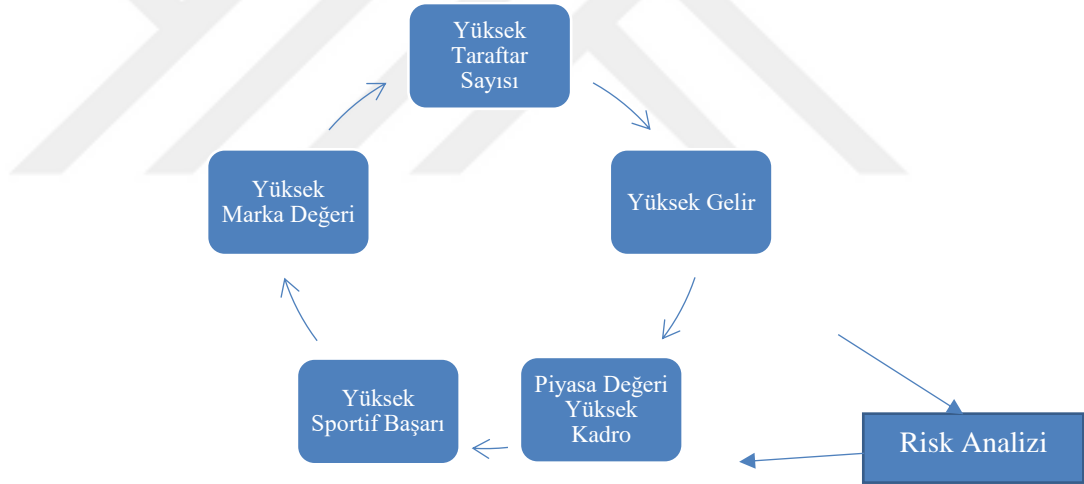 Yüksek
Taraftar
Sayısı
Yüksek Gelir
Piyasa Değeri
Yüksek
Kadro
Yüksek
Sportif Başarı
Yüksek
Marka Değeri
Risk Analizi